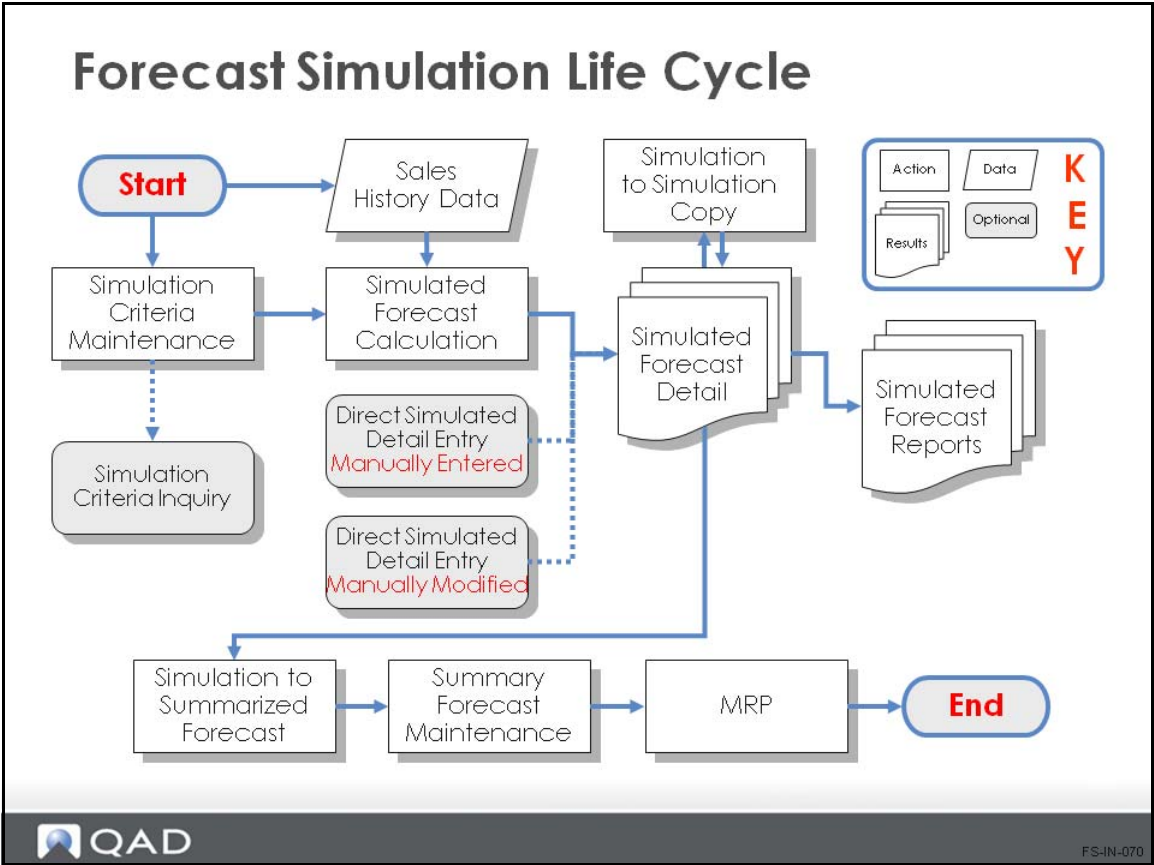 Forecast Simulation Life Cycle
Start
Sales
History Data
Simulation
to Simulation
Copy
Action
Data
Results
Optional
K
E
Y
Simulation
Criteria
Maintenance
Simulated
Forecast
Calculation
Simulated
Forecast
Detail
Simulated
Forecast
Reports
Direct Simulated
Detail Entry
Manually Entered
Simulation
Criteria Inquiry
Direct Simulated
Detail Entry
Manually Modified
Simulation to
Summarized
Forecast
Summary
Forecast
Maintenance
MRP
End
QAD
FS-IN-070